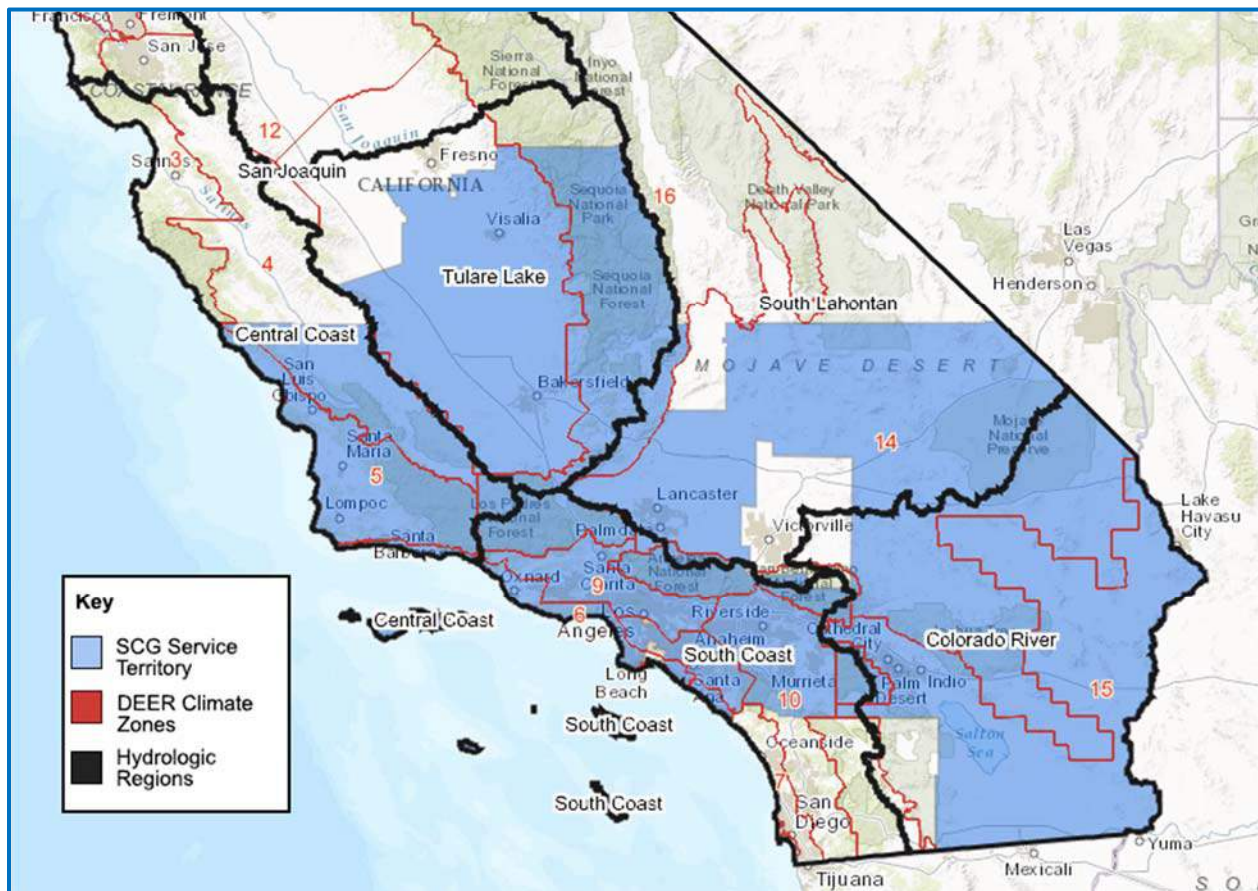 Francisco
Fremont
San Jose
COAST RANGE
Sierra
National
Forest
Inyo
National
Forest
12
San Joaquin
3
Salinas
San Joaquin
Fresno
CALIFORNIA
Sequoia
National
Park
16
Death Valley
National Park
Las
Vegas
Henderson
Visalia
4
Tulare Lake
Sequoia
National
Forest
South Lahontan
Central Coast
San
Luis
Obispo
MOJAVE DESERT
Bakersfield
Mojave
National
Preserve
14
Santa
Maria
5
Lompoc
Los Padres
National
Forest
Lancaster
Palmdale
Victorville
Lake
Havasu
City
Santa
Barbara
Oxnard
Santa
Clarita
9
National
Forest
Forest
6
Los
Angeles
Riverside
Anaheim
Cathedral
City
Colorado River
Central Coast
South Coast
Long
Beach
Santa
Ana
Murrieta
10
Palm
Desert
Indio
15
South Coast
Oceanside
Salton
Sea
7
South Coast
San
Diego
Tijuana
Mexicali
Yuma
S O
Key
SCG Service
Territory
DEER Climate
Zones
Hydrologic
Regions